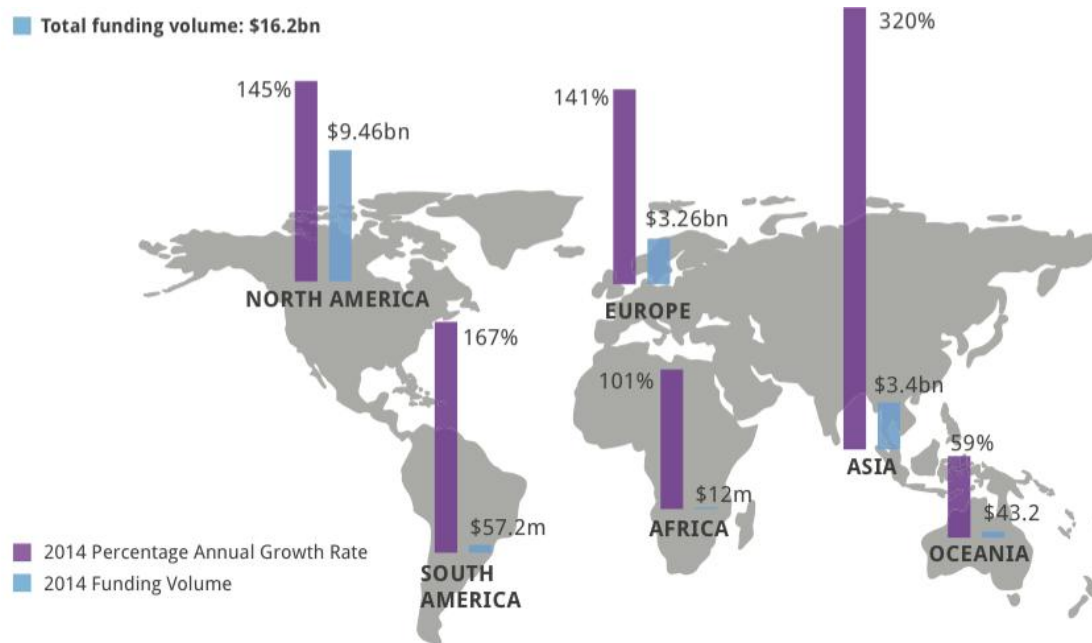 Total funding volume: $16.2bn
320%
145%
$9.46bn
NORTH AMERICA
141%
$3.26bn
EUROPE
167%
$57.2m
SOUTH
AMERICA
101%
$12m
AFRICA
$3.4bn
ASIA
59%
$43.2
OCEANIA
2014 Percentage Annual Growth Rate
2014 Funding Volume